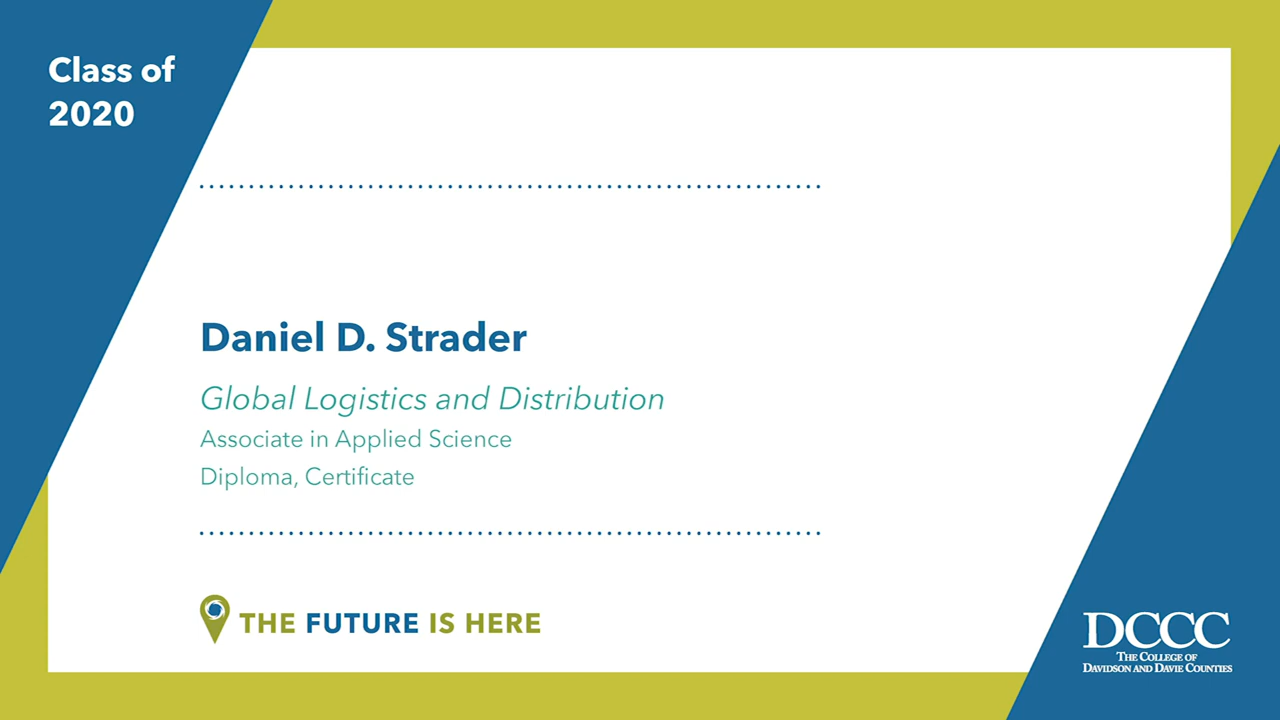 Class of
2020
Daniel D. Strader
Global Logistics and Distribution
Associate in Applied Science
Diploma, Certificate
THE FUTURE IS HERE
DCCC
THE COLLEGE OF
DAVIDSON AND DAVIE COUNTIES